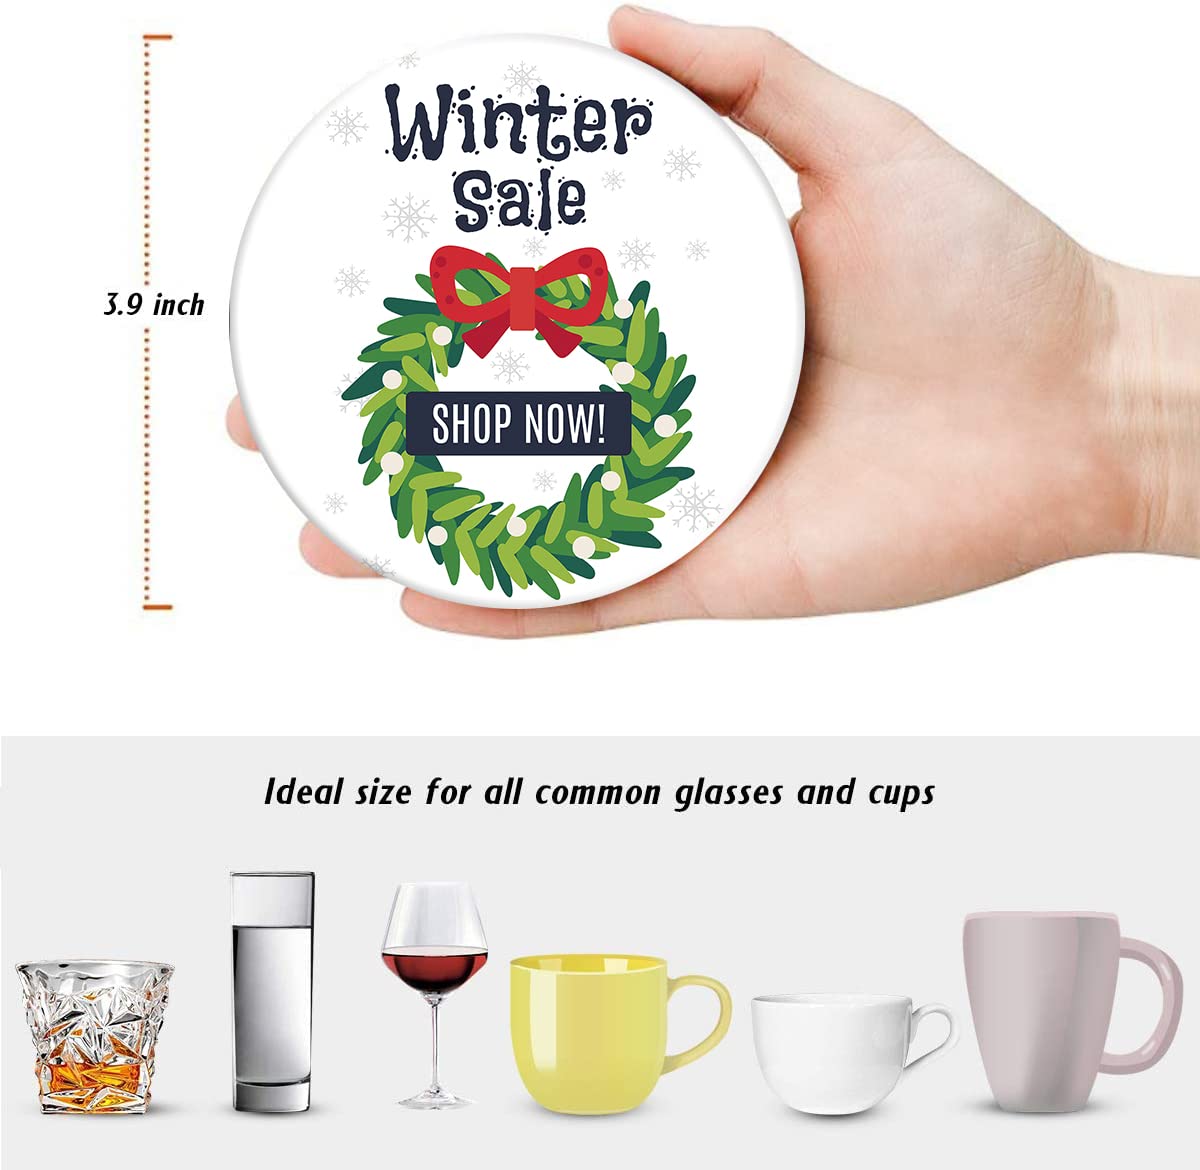 Winter
Sale
SHOP NOW!
3.9 inch
Ideal size for all common glasses and cups